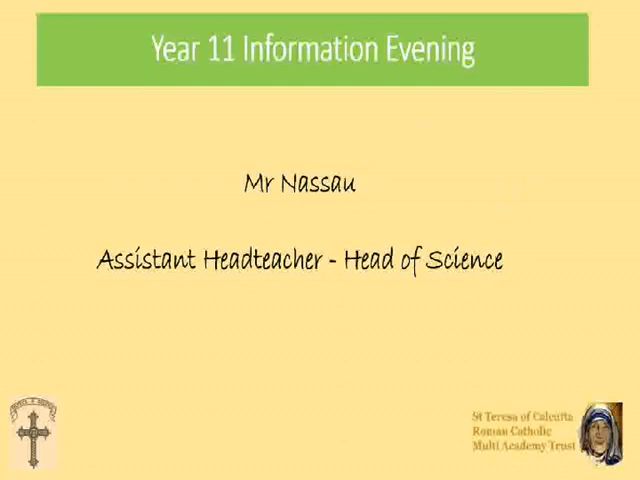 Year 11 Information Evening
Mr Nassau
Assistant Headteacher - Head of Science
St Teresa of Calcutta
Roman Catholic
Multi Academy Trust